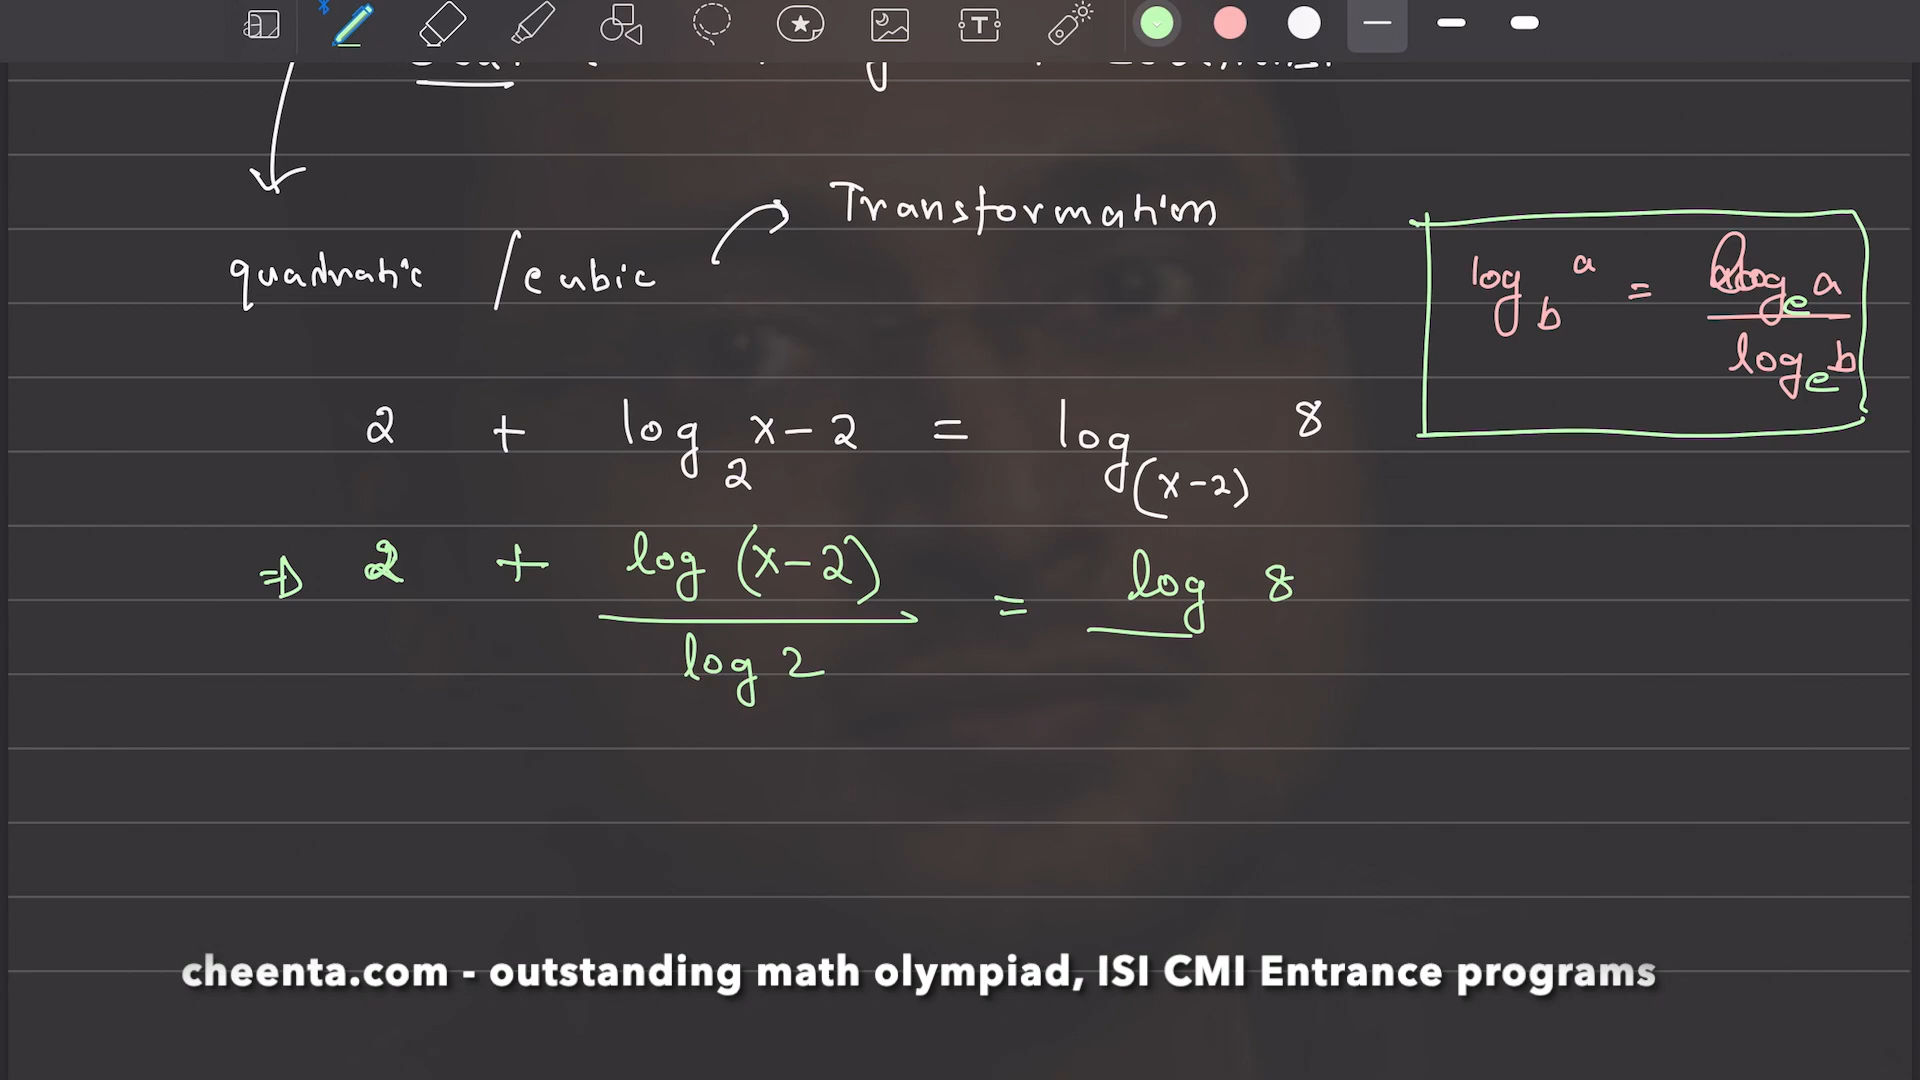 Transformation
quadratic / cubic
log_b a = log_e a / log_e b
2 + log_2 x-2 = log_(x-2) 8
⇒ 2 + log (x-2) / log 2 = log 8
cheenta.com - outstanding math olympiad, ISI CMI Entrance programs